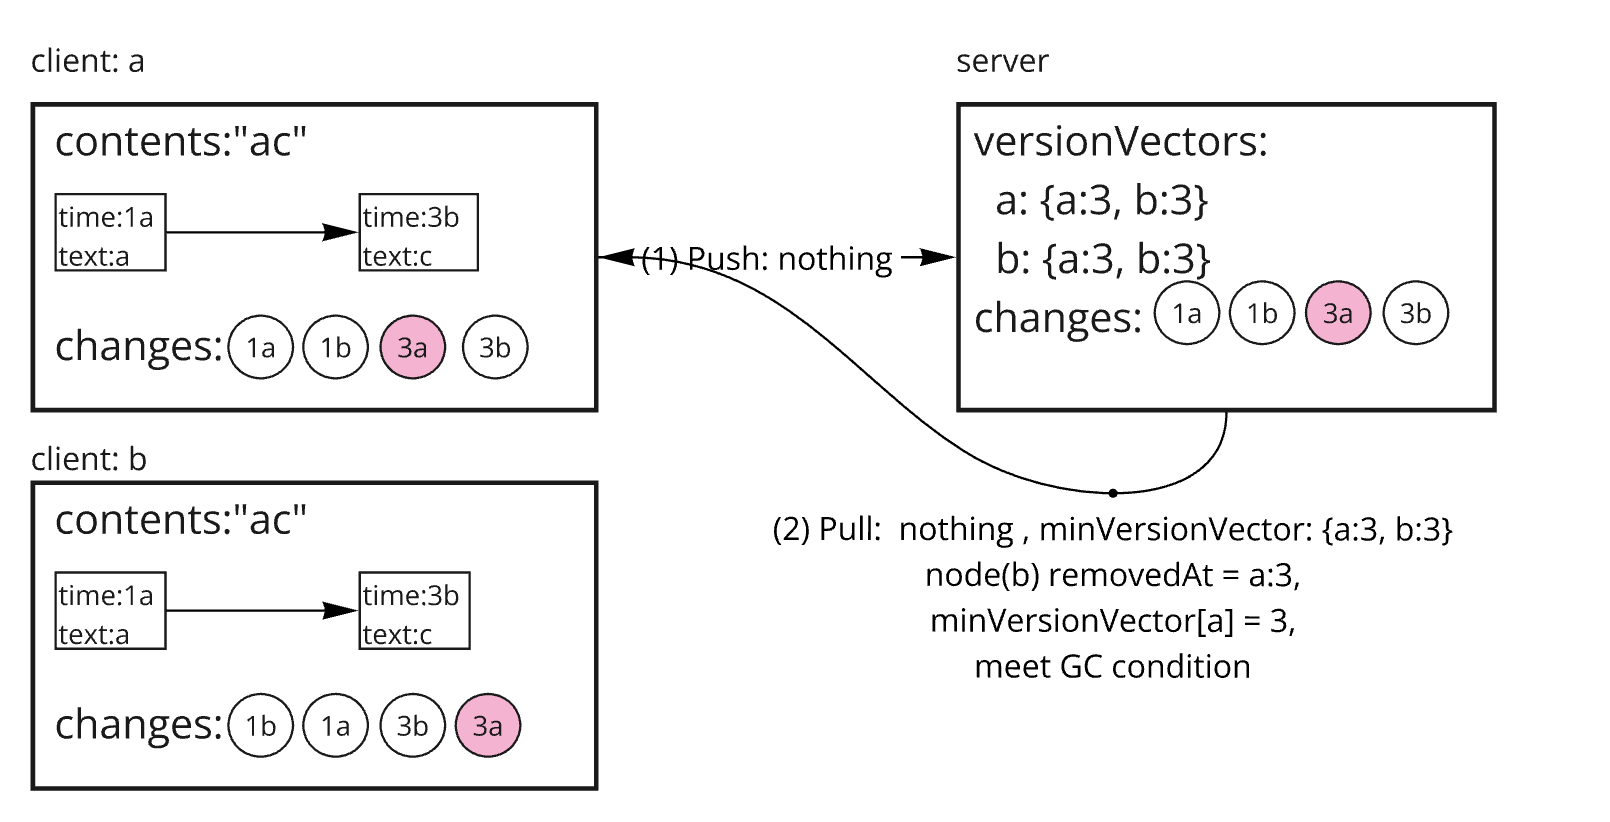 client: a
contents:"ac"
time:1a
text:a
time:3b
text:c
changes: 1a 1b 3a 3b
(1) Push: nothing
server
versionVectors:
a: {a:3, b:3}
b: {a:3, b:3}
changes: 1a 1b 3a 3b
client: b
contents:"ac"
time:1a
text:a
time:3b
text:c
changes: 1b 1a 3b 3a
(2) Pull: nothing , minVersionVector: {a:3, b:3}
node(b) removedAt = a:3,
minVersionVector[a] = 3,
meet GC condition